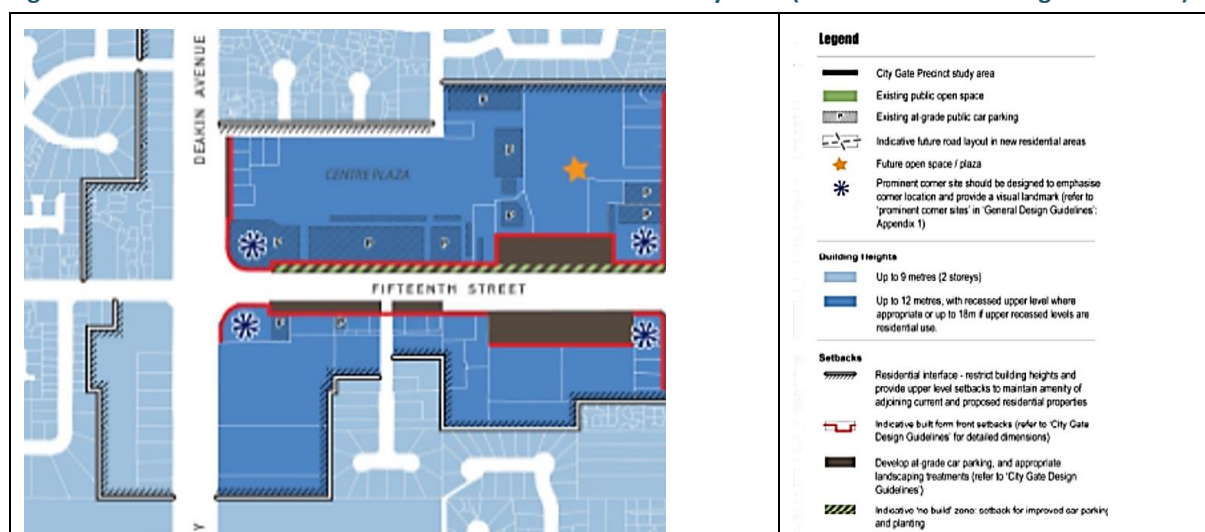 DEAKIN AVENUE
CENTRE PLAZA
P
P
P
P
P
P
P
P
P
P
FIFTEENTH STREET
Legend
City Gate Precinct study area
Existing public open space
P
Existing at-grade public car parking
Indicative future road layout in new residential areas
Future open space / plaza
Prominent corner site should be designed to emphasise
corner location and provide a visual landmark (refer to
'prominent corner sites' in 'General Design Guidelines':
Appendix 1)
Building Heights
Up to 9 metres (2 storeys)
Up to 12 metres, with recessed upper level where
appropriate or up to 18m if upper recessed levels are
residential use.
Setbacks
Residential interface - restrict building heights and
provide upper level setbacks to maintain amenity of
adjoining current and proposed residential properties
Indicative built form front setbacks (refer to 'City Gate
Design Guidelines' for detailed dimensions)
Develop at-grade car parking, and appropriate
landscaping treatments (refer to 'City Gate Design
Guidelines')
Indicative 'no build' zone: setback for improved car parking
and planting